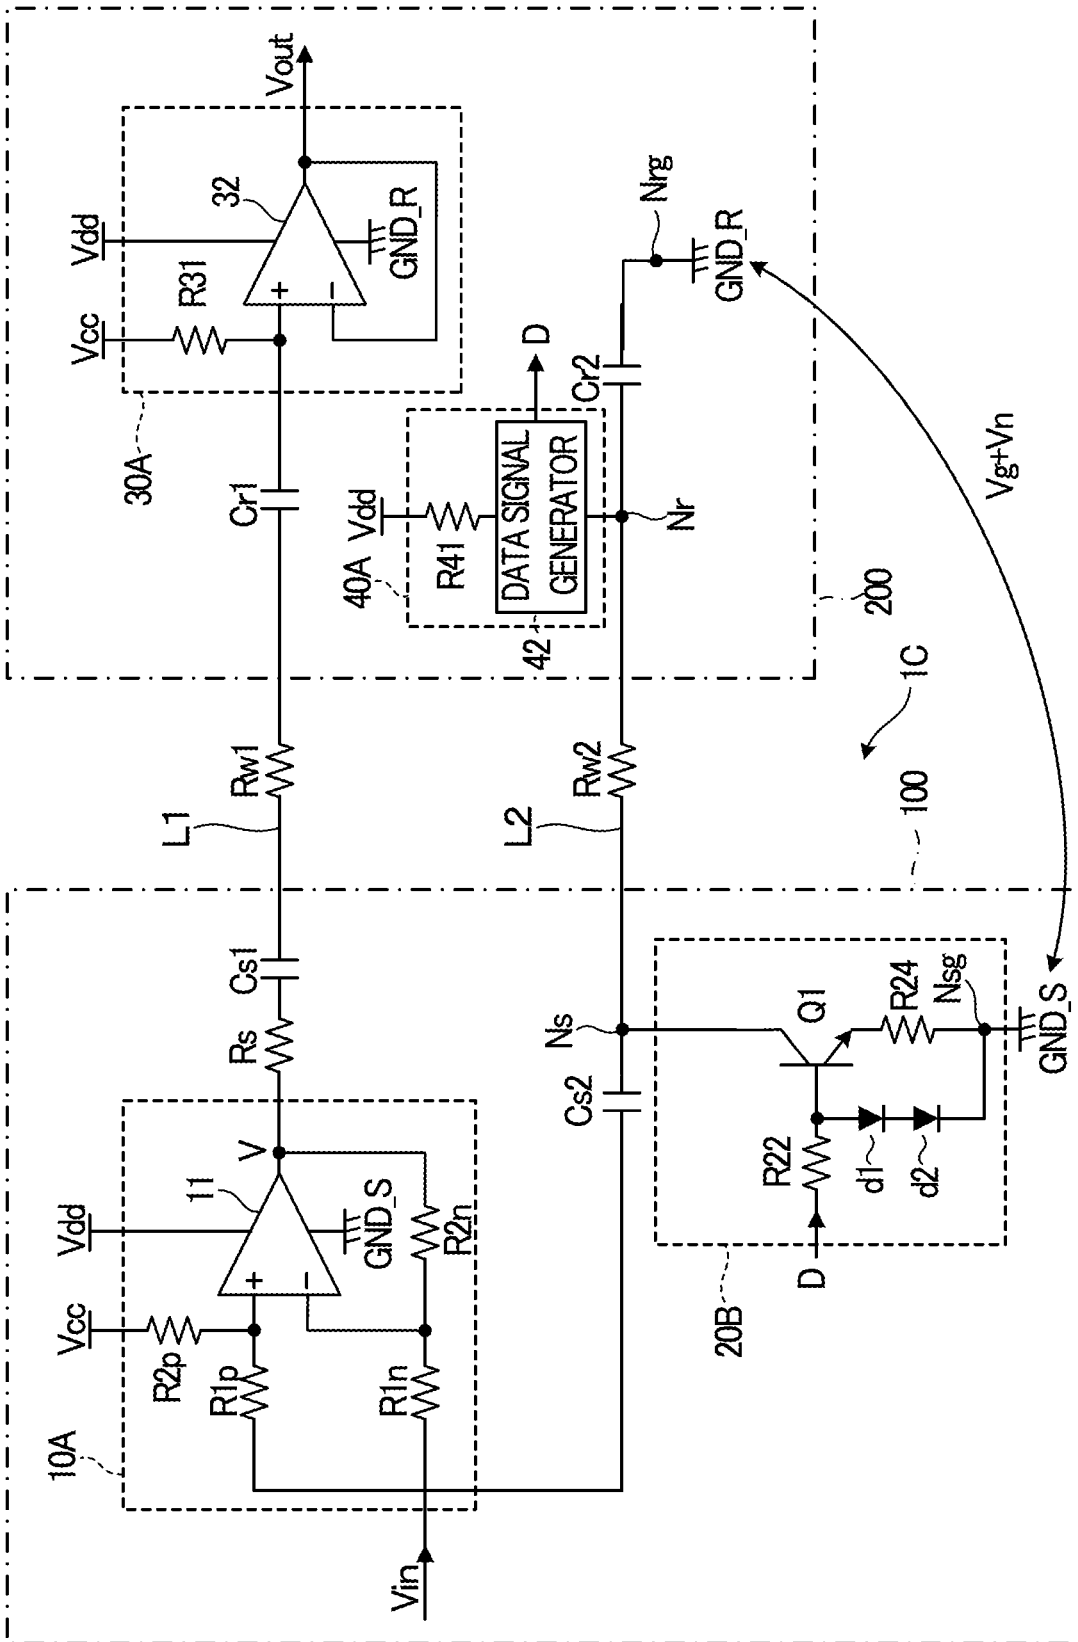 Vout
Vdd
32
Vcc
R31
GND_R
+
−
30A
Cr1
Vdd
40A
R41
DATA SIGNAL
GENERATOR
42
D
Cr2
Nr
Nrg
GND_R
200
Vg+Vn
1C
100
Rw1
L1
Rw2
L2
Cs1
Rs
V
11
Vdd
Vcc
R2p
R1p
+
−
GND_S
R2n
R1n
10A
Vin
Ns
Cs2
Q1
R24
Nsg
GND_S
R22
d1
d2
D
20B